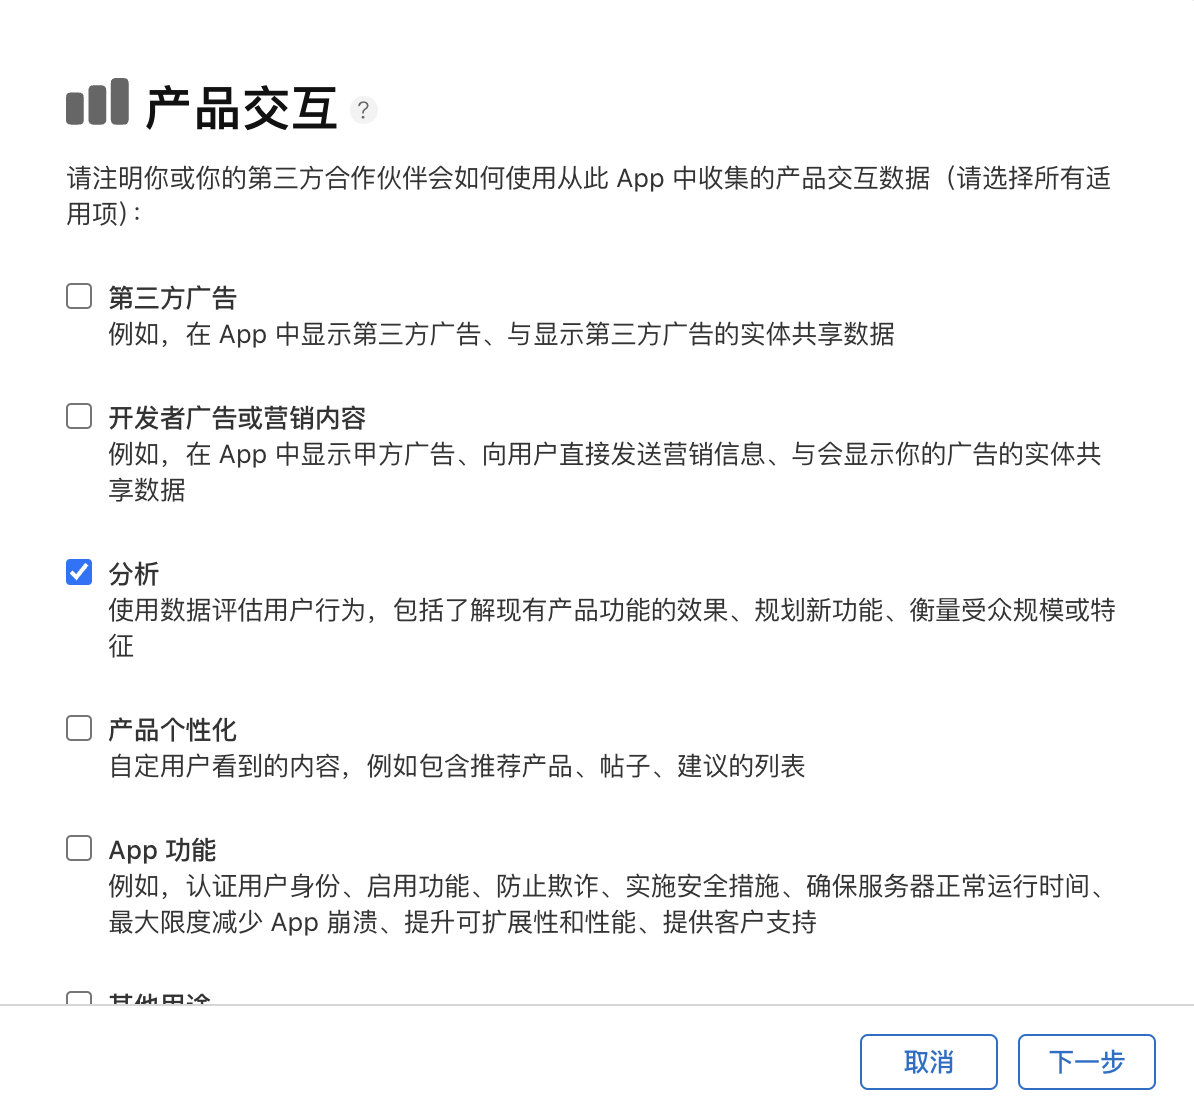 产品交互 ?
请注明你或你的第三方合作伙伴会如何使用从此 App 中收集的产品交互数据（请选择所有适
用项）：
第三方广告
例如，在 App 中显示第三方广告、与显示第三方广告的实体共享数据
开发者广告或营销内容
例如，在 App 中显示甲方广告、向用户直接发送营销信息、与会显示你的广告的实体共
享数据
分析
使用数据评估用户行为，包括了解现有产品功能的效果、规划新功能、衡量受众规模或特
征
产品个性化
自定用户看到的内容，例如包含推荐产品、帖子、建议的列表
App 功能
例如，认证用户身份、启用功能、防止欺诈、实施安全措施、确保服务器正常运行时间、
最大限度减少 App 崩溃、提升可扩展性和性能、提供客户支持
其他用途
取消
下一步